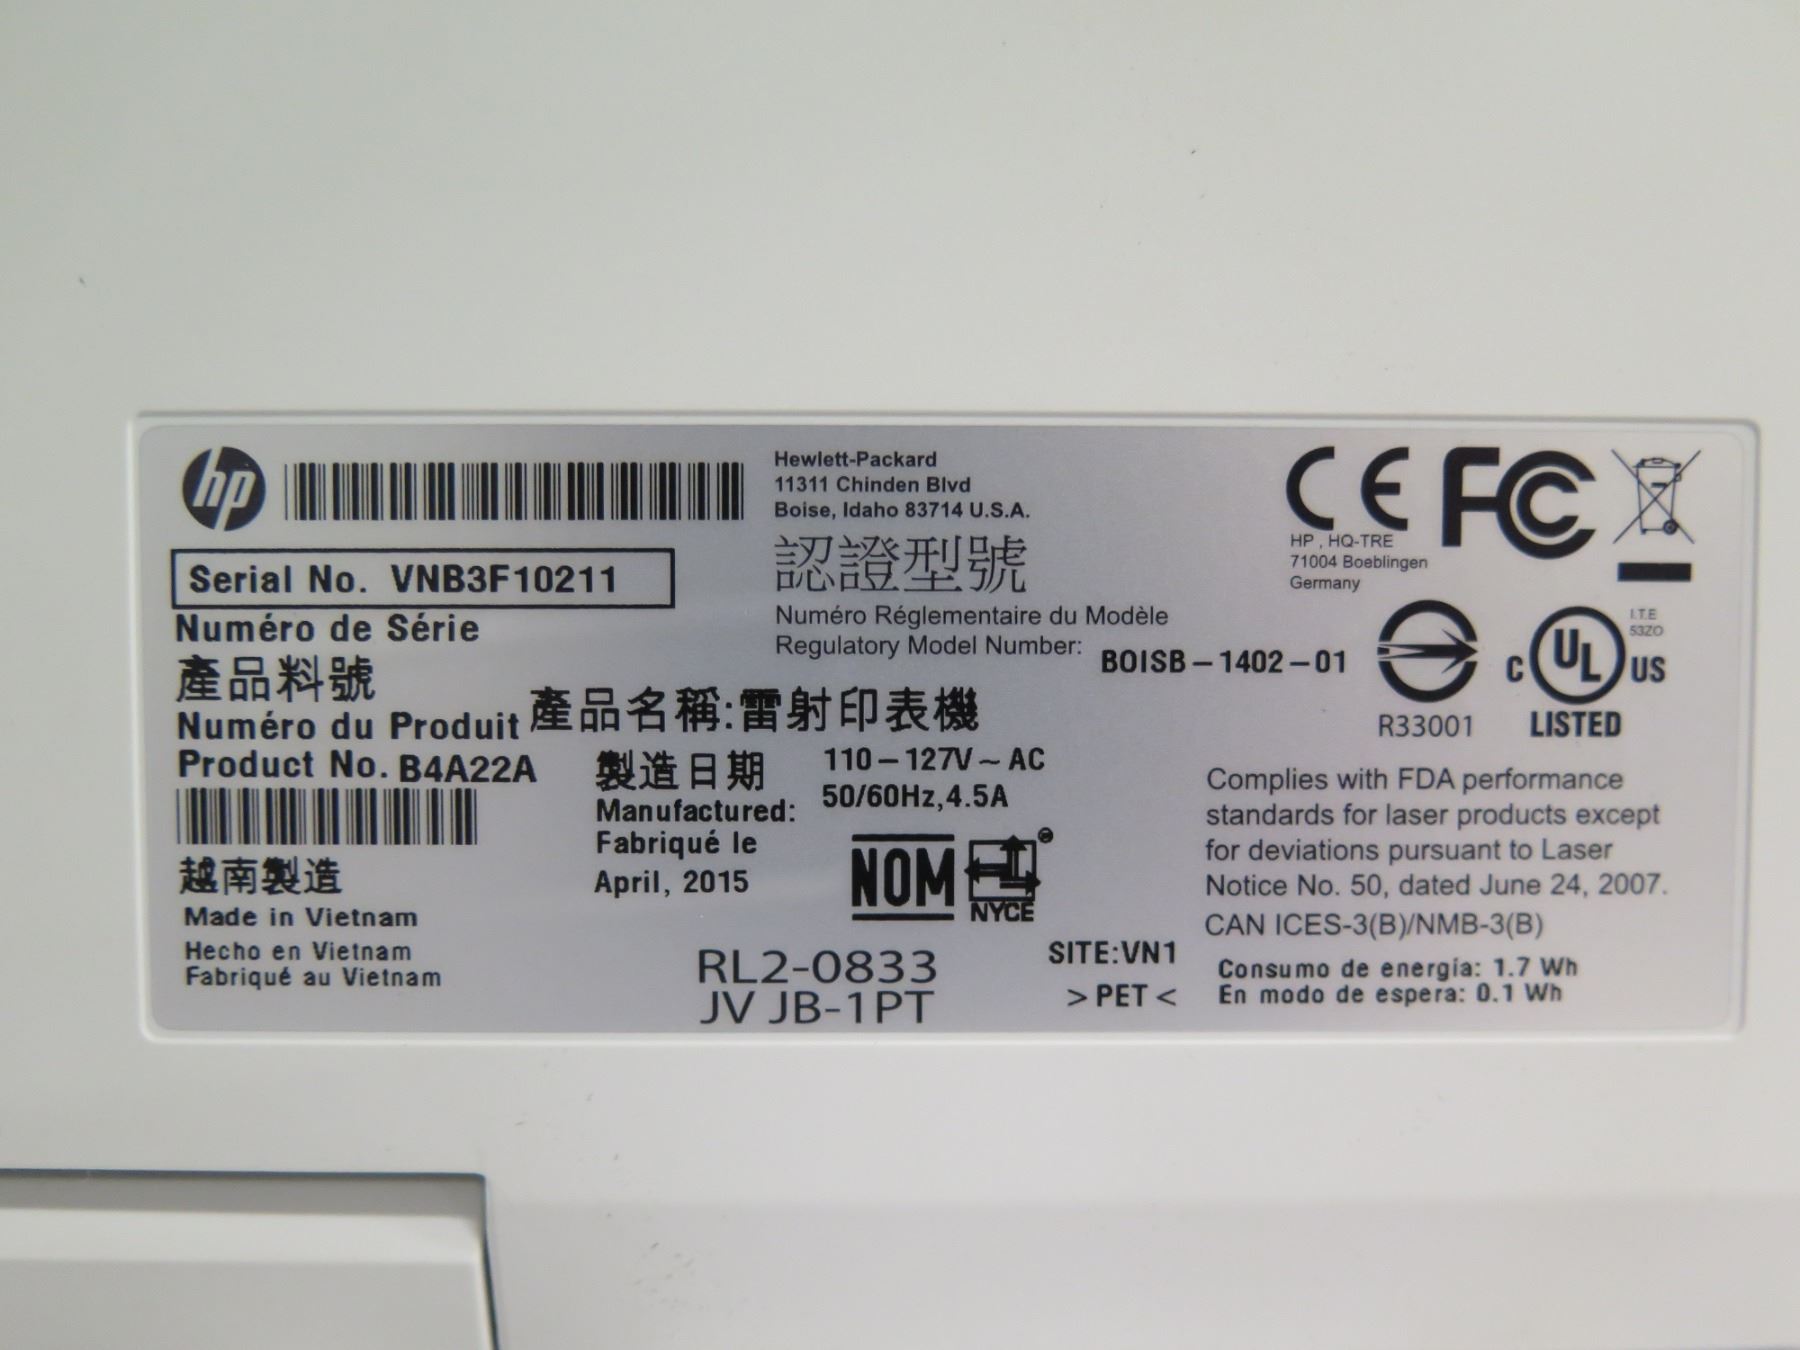 hp
Serial No. VNB3F10211
Numéro de Série
產品料號
Numéro du Produit
Product No. B4A22A
越南製造
Made in Vietnam
Hecho en Vietnam
Fabriqué au Vietnam
Hewlett-Packard
11311 Chinden Blvd
Boise, Idaho 83714 U.S.A.
認證型號
Numéro Réglementaire du Modèle
Regulatory Model Number: BOISB-1402-01
產品名稱:雷射印表機
製造日期
Manufactured:
Fabriqué le
April, 2015
110-127V~AC
50/60Hz,4.5A
NOM
NYCE
RL2-0833
JV JB-1PT
SITE:VN1
>PET<
CE FC
HP , HQ-TRE
71004 Boeblingen
Germany
R33001
C UL US
I.T.E
53ZO
LISTED
Complies with FDA performance
standards for laser products except
for deviations pursuant to Laser
Notice No. 50, dated June 24, 2007.
CAN ICES-3(B)/NMB-3(B)
Consumo de energía: 1.7 Wh
En modo de espera: 0.1 Wh